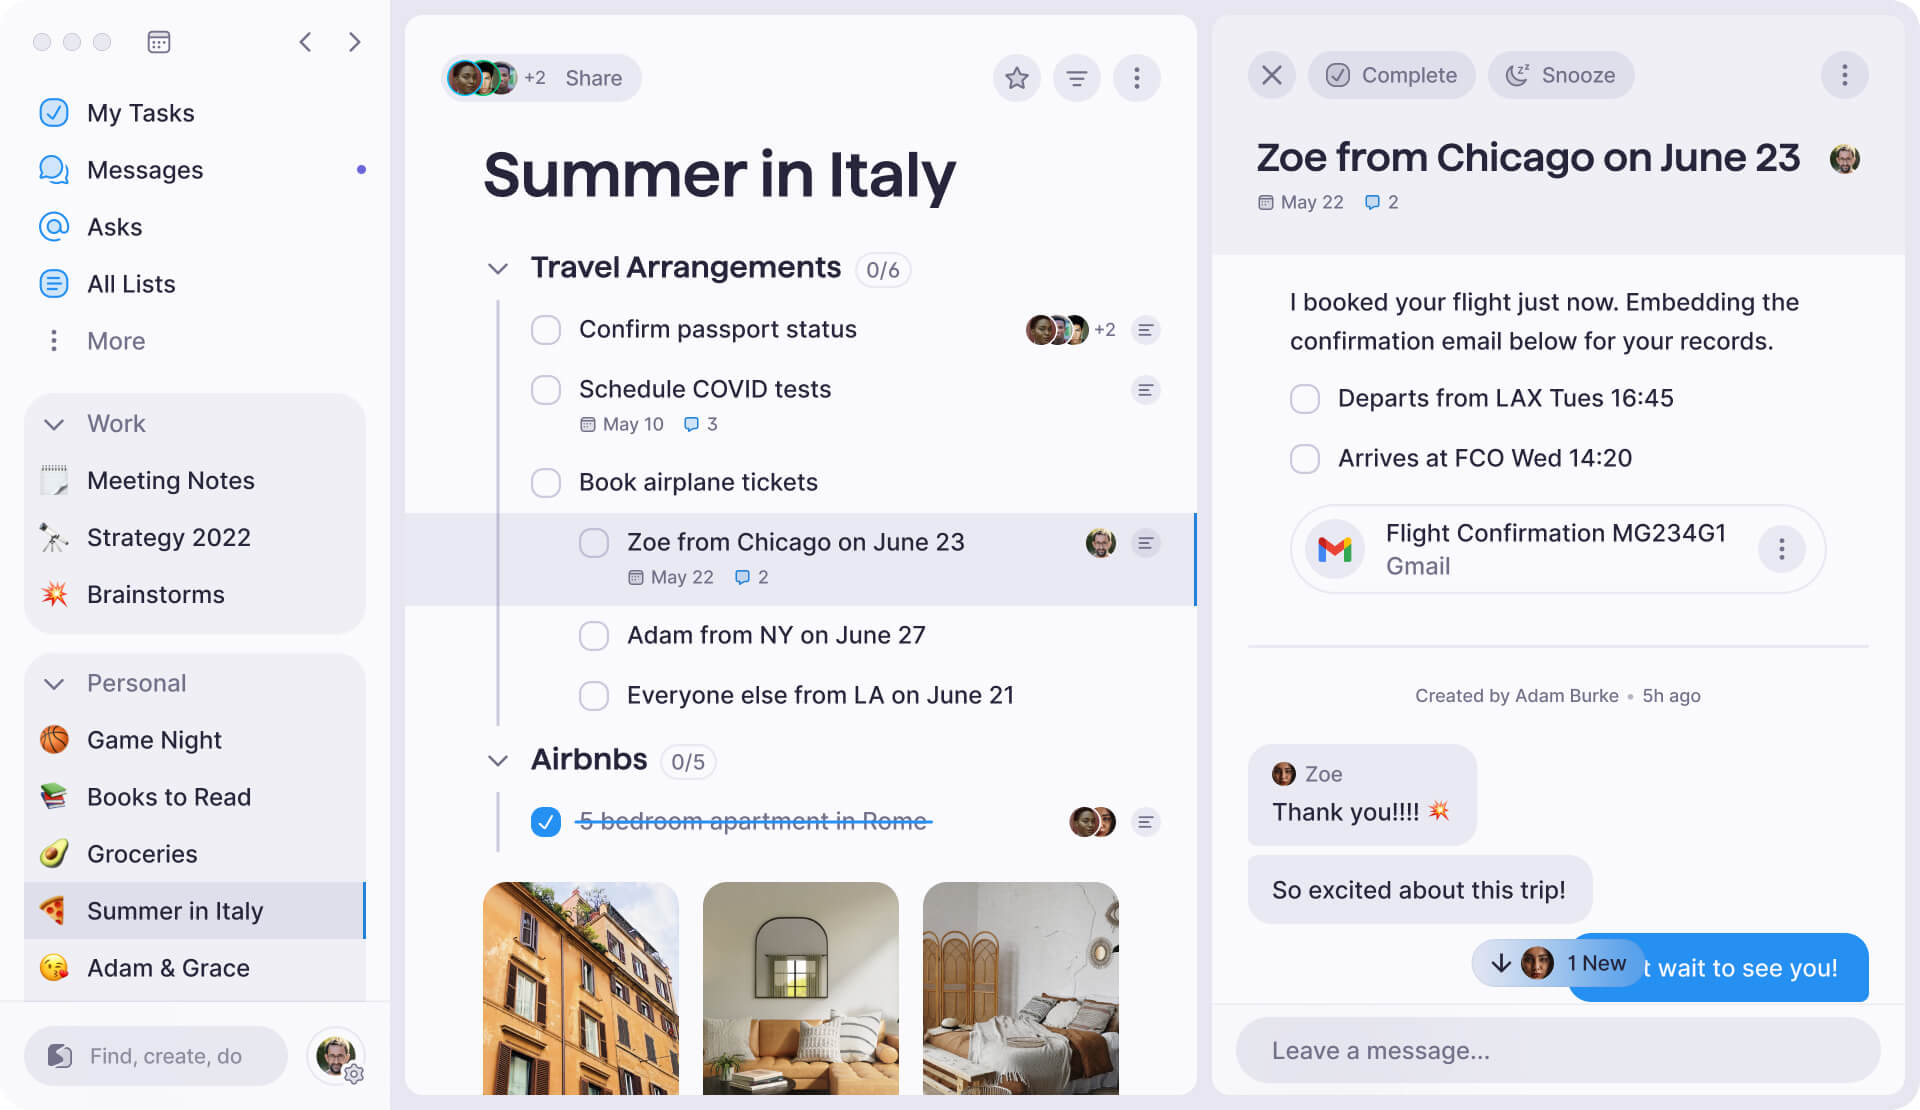 My Tasks
Messages
Asks
All Lists
More
Work
Meeting Notes
Strategy 2022
Brainstorms
Personal
Game Night
Books to Read
Groceries
Summer in Italy
Adam & Grace
Find, create, do
+2 Share
Summer in Italy
Travel Arrangements 0/6
Confirm passport status +2
Schedule COVID tests
May 10 3
Book airplane tickets
Zoe from Chicago on June 23
May 22 2
Adam from NY on June 27
Everyone else from LA on June 21
Airbnbs 0/5
5 bedroom apartment in Rome
Complete Snooze
Zoe from Chicago on June 23
May 22 2
I booked your flight just now. Embedding the
confirmation email below for your records.
Departs from LAX Tues 16:45
Arrives at FCO Wed 14:20
Flight Confirmation MG234G1
Gmail
Created by Adam Burke • 5h ago
Zoe
Thank you!!!! 💥
So excited about this trip!
1 New
t wait to see you!
Leave a message...